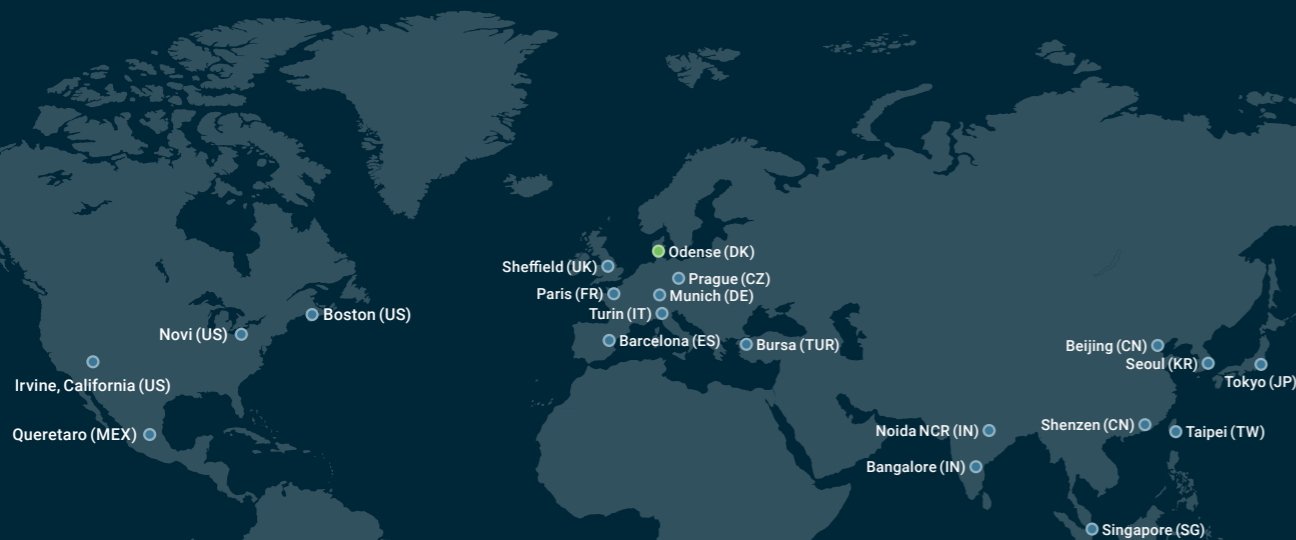 Odense (DK)
Sheffield (UK)
Prague (CZ)
Paris (FR)
Munich (DE)
Turin (IT)
Boston (US)
Novi (US)
Barcelona (ES)
Bursa (TUR)
Beijing (CN)
Seoul (KR)
Tokyo (JP)
Irvine, California (US)
Queretaro (MEX)
Noida NCR (IN)
Shenzen (CN)
Taipei (TW)
Bangalore (IN)
Singapore (SG)